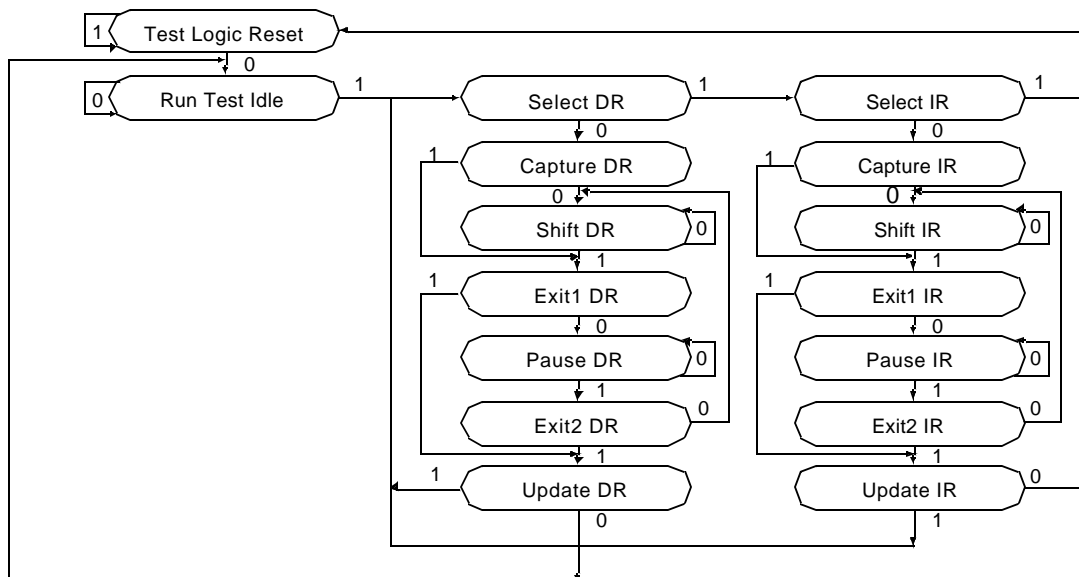 1
Test Logic Reset
0
0
Run Test Idle
1
Select DR
1
Select IR
1
0
0
1
Capture DR
1
Capture IR
0
0
Shift DR
0
Shift IR
0
1
1
1
Exit1 DR
1
Exit1 IR
0
0
Pause DR
0
Pause IR
0
1
1
Exit2 DR
0
Exit2 IR
0
1
1
1
Update DR
Update IR
0
0
1